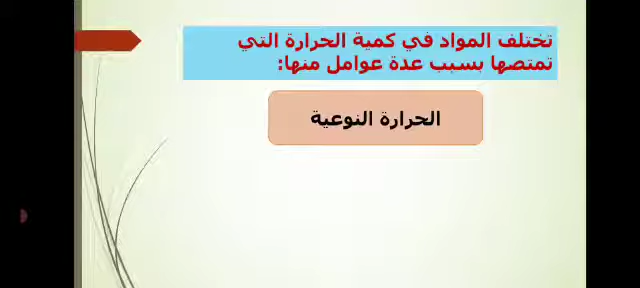 تختلف المواد في كمية الحرارة التي
تمتصها بسبب عدة عوامل منها:
الحرارة النوعية